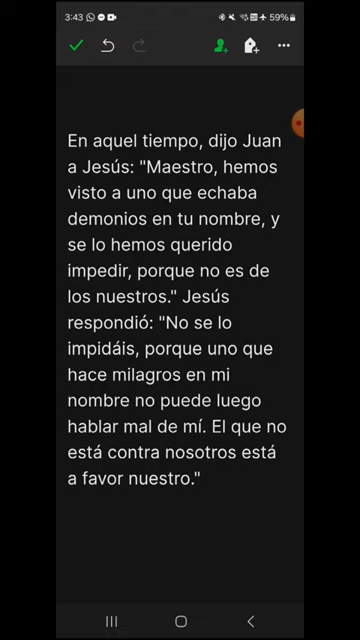 3:43
59%
En aquel tiempo, dijo Juan
a Jesús: "Maestro, hemos
visto a uno que echaba
demonios en tu nombre, y
se lo hemos querido
impedir, porque no es de
los nuestros." Jesús
respondió: "No se lo
impidáis, porque uno que
hace milagros en mi
nombre no puede luego
hablar mal de mí. El que no
está contra nosotros está
a favor nuestro."